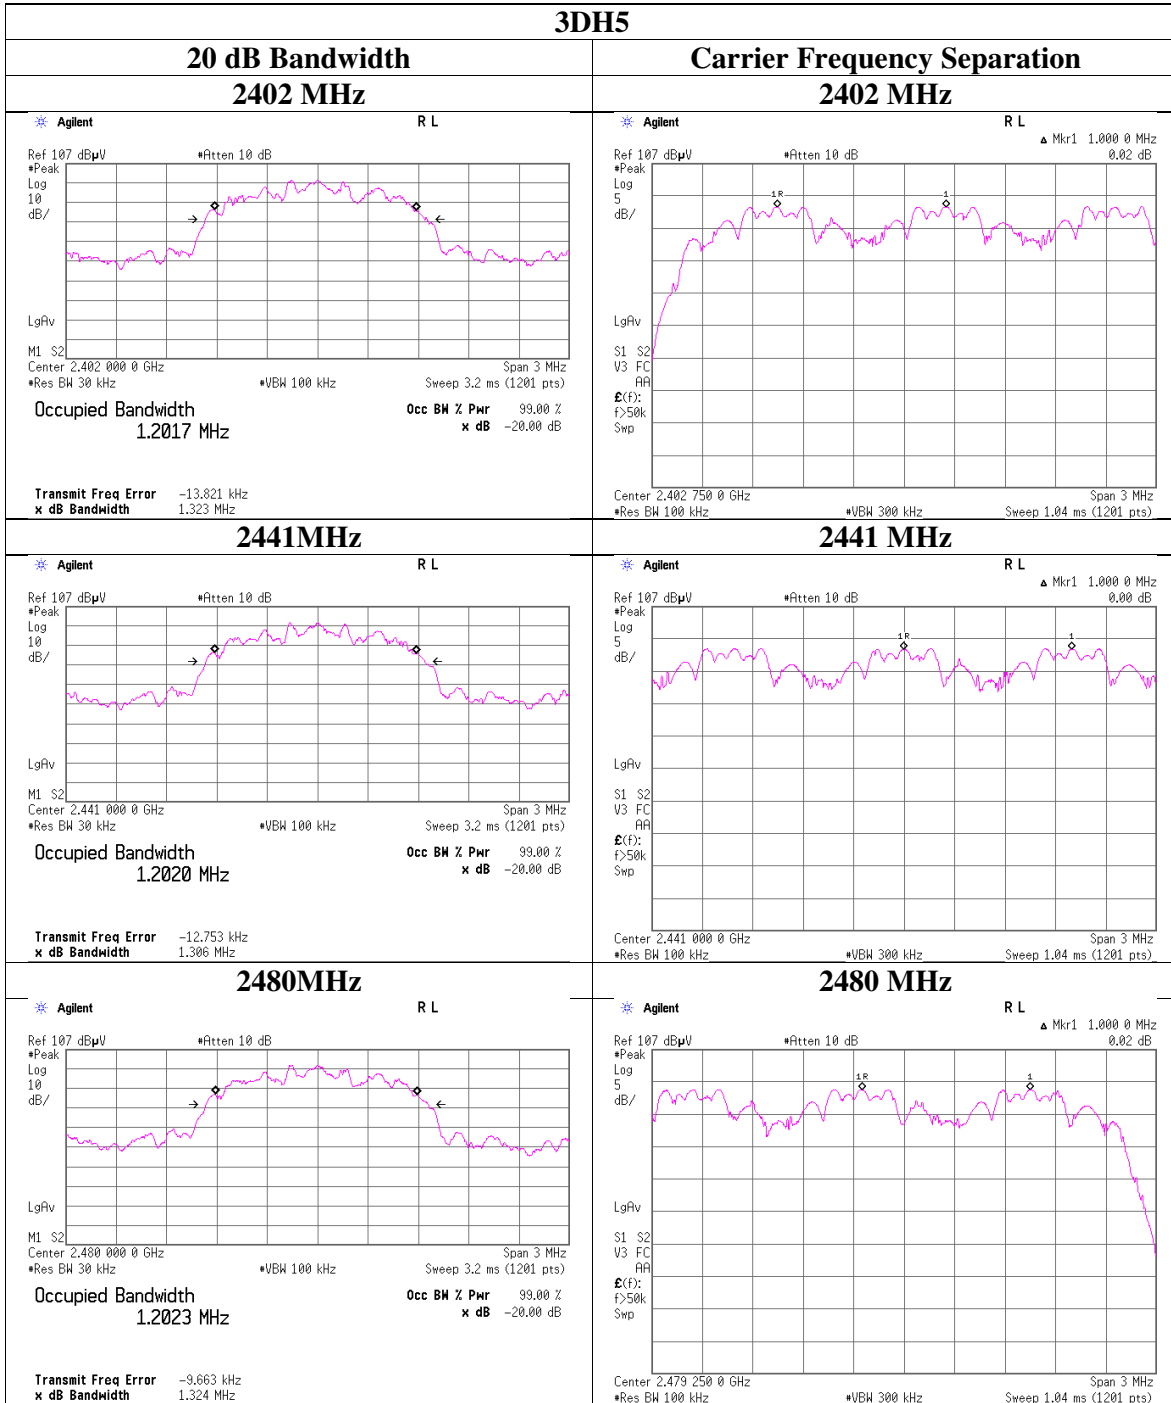 3DH5
20 dB Bandwidth
Carrier Frequency Separation
2402 MHz
2402 MHz
Agilent
R L
Ref 107 dBµV
#Atten 10 dB
#Peak
Log
10
dB/
LgAv
M1 S2
Center 2.402 000 0 GHz
Span 3 MHz
#Res BW 30 kHz
#VBW 100 kHz
Sweep 3.2 ms (1201 pts)
Occupied Bandwidth
1.2017 MHz
Occ BW % Pwr 99.00 %
x dB -20.00 dB
Transmit Freq Error -13.821 kHz
x dB Bandwidth 1.323 MHz
Agilent
R L
Δ Mkr1 1.000 0 MHz
Ref 107 dBµV
#Atten 10 dB
0.02 dB
#Peak
Log
5
dB/
1R
1
LgAv
S1 S2
V3 FC
AA
£(f):
f>50k
Swp
Center 2.402 750 0 GHz
Span 3 MHz
#Res BW 100 kHz
#VBW 300 kHz
Sweep 1.04 ms (1201 pts)
2441MHz
2441 MHz
Agilent
R L
Ref 107 dBµV
#Atten 10 dB
#Peak
Log
10
dB/
LgAv
M1 S2
Center 2.441 000 0 GHz
Span 3 MHz
#Res BW 30 kHz
#VBW 100 kHz
Sweep 3.2 ms (1201 pts)
Occupied Bandwidth
1.2020 MHz
Occ BW % Pwr 99.00 %
x dB -20.00 dB
Transmit Freq Error -12.753 kHz
x dB Bandwidth 1.306 MHz
Agilent
R L
Δ Mkr1 1.000 0 MHz
Ref 107 dBµV
#Atten 10 dB
0.00 dB
#Peak
Log
5
dB/
1R
1
LgAv
S1 S2
V3 FC
AA
£(f):
f>50k
Swp
Center 2.441 000 0 GHz
Span 3 MHz
#Res BW 100 kHz
#VBW 300 kHz
Sweep 1.04 ms (1201 pts)
2480MHz
2480 MHz
Agilent
R L
Ref 107 dBµV
#Atten 10 dB
#Peak
Log
10
dB/
LgAv
M1 S2
Center 2.480 000 0 GHz
Span 3 MHz
#Res BW 30 kHz
#VBW 100 kHz
Sweep 3.2 ms (1201 pts)
Occupied Bandwidth
1.2023 MHz
Occ BW % Pwr 99.00 %
x dB -20.00 dB
Transmit Freq Error -9.663 kHz
x dB Bandwidth 1.324 MHz
Agilent
R L
Δ Mkr1 1.000 0 MHz
Ref 107 dBµV
#Atten 10 dB
0.02 dB
#Peak
Log
5
dB/
1R
1
LgAv
S1 S2
V3 FC
AA
£(f):
f>50k
Swp
Center 2.479 250 0 GHz
Span 3 MHz
#Res BW 100 kHz
#VBW 300 kHz
Sweep 1.04 ms (1201 pts)